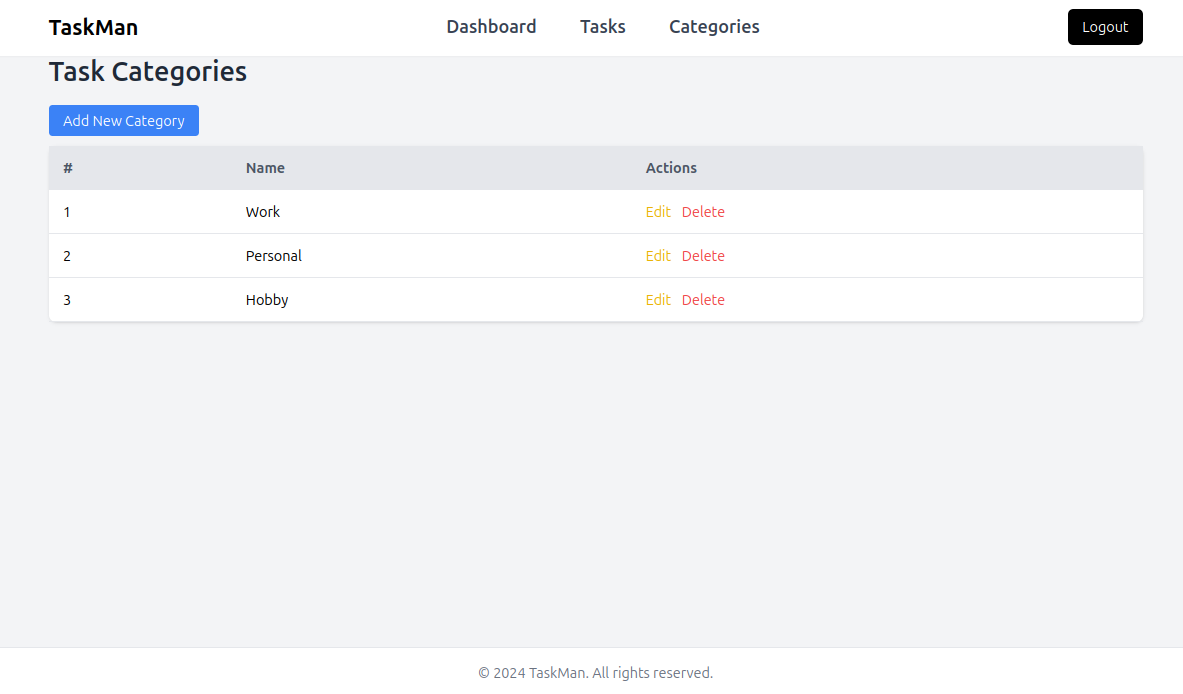 TaskMan Dashboard Tasks Categories Logout
Task Categories
Add New Category
# Name Actions
1 Work Edit Delete
2 Personal Edit Delete
3 Hobby Edit Delete
© 2024 TaskMan. All rights reserved.